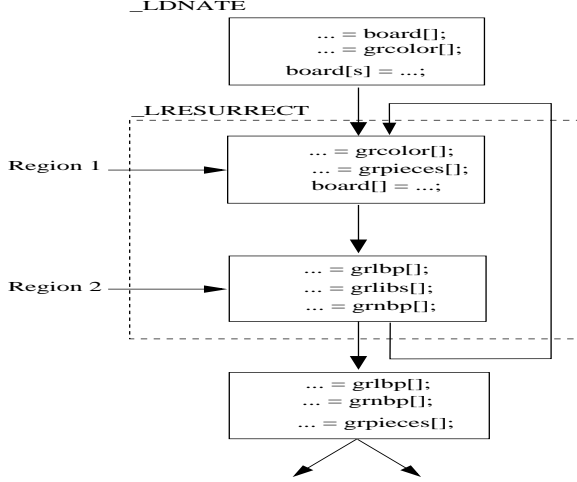 _LDNATE
... = board[];
... = grcolor[];
board[s] = ...;
_LRESURRECT
... = grcolor[];
Region 1
... = grpieces[];
board[] = ...;
... = grlbp[];
Region 2
... = grlibs[];
... = grnbp[];
... = grlbp[];
... = grnbp[];
... = grpieces[];